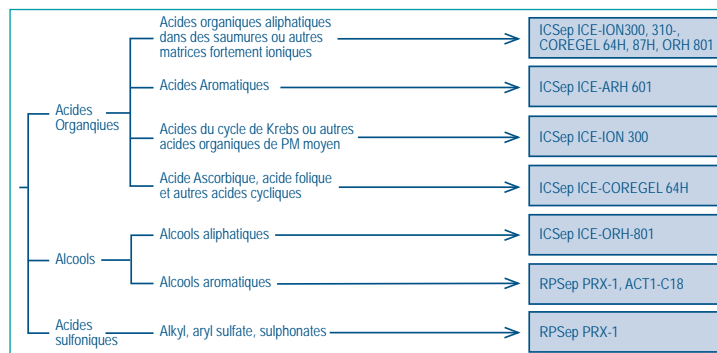 Acides organiques aliphatiques
dans des saumures ou autres
matrices fortement ioniques
ICSep ICE-ION300, 310-,
COREGEL 64H, 87H, ORH 801
Acides
Organqiues
Acides Aromatiques
ICSep ICE-ARH 601
Acides du cycle de Krebs ou autres
acides organiques de PM moyen
ICSep ICE-ION 300
Acide Ascorbique, acide folique
et autres acides cycliques
ICSep ICE-COREGEL 64H
Alcools
Alcools aliphatiques
ICSep ICE-ORH-801
Alcools aromatiques
RPSep PRX-1, ACT1-C18
Acides
sulfoniques
Alkyl, aryl sulfate, sulphonates
RPSep PRX-1